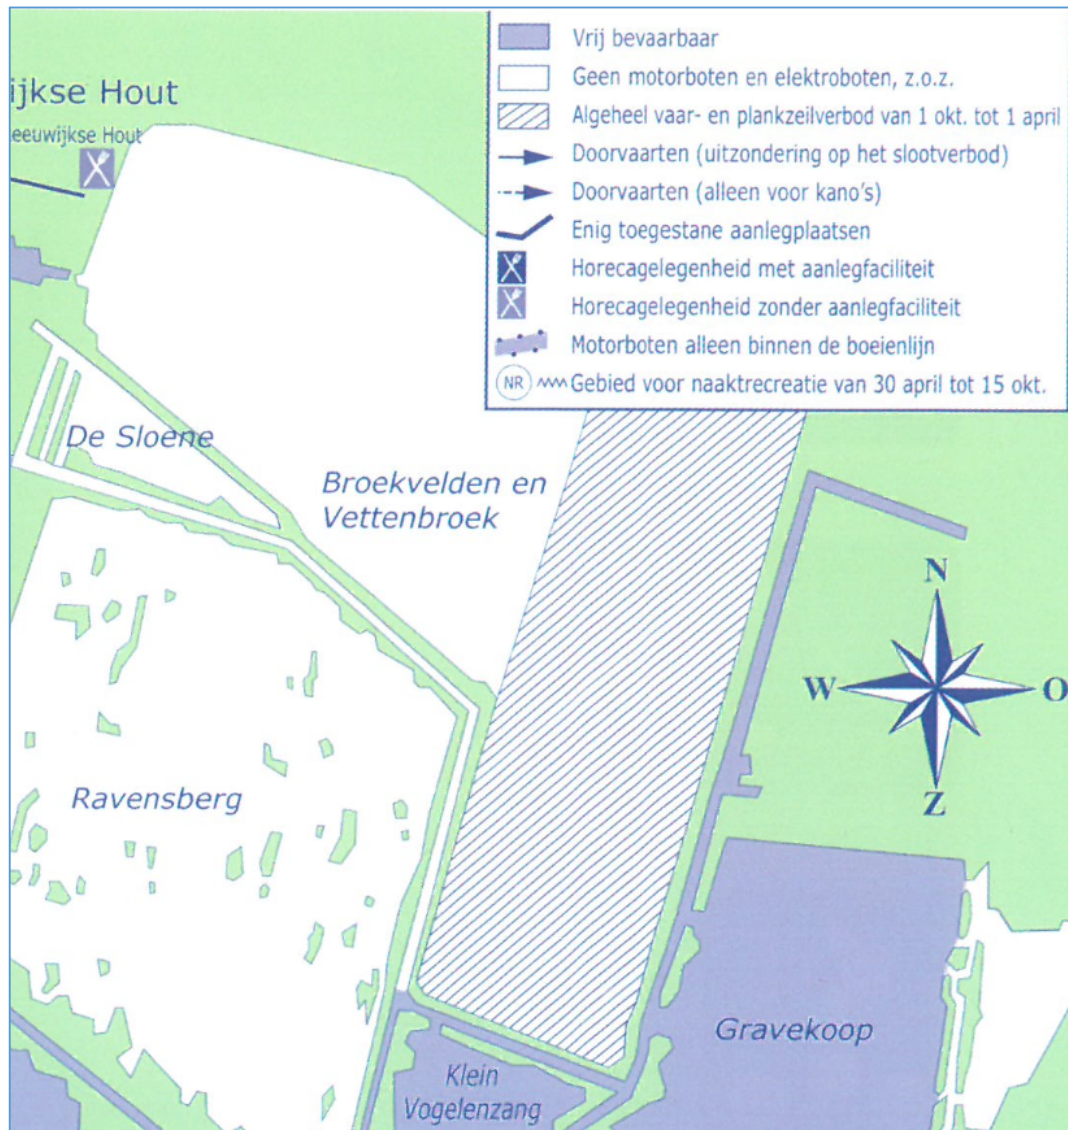 Vrij bevaarbaar
Geen motorboten en elektroboten, z.o.z.
Algeheel vaar- en plankzeilverbod van 1 okt. tot 1 april
Doorvaarten (uitzondering op het slootverbod)
Doorvaarten (alleen voor kano's)
Enig toegestane aanlegplaatsen
Horecagelegenheid met aanlegfaciliteit
Horecagelegenheid zonder aanlegfaciliteit
Motorboten alleen binnen de boeienlijn
NR Gebied voor naaktrecreatie van 30 april tot 15 okt.
ijkse Hout
eeuwijkse Hout
De Sloene
Broekvelden en
Vettenbroek
N
W
O
Z
Ravensberg
Gravekoop
Klein
Vogelenzang